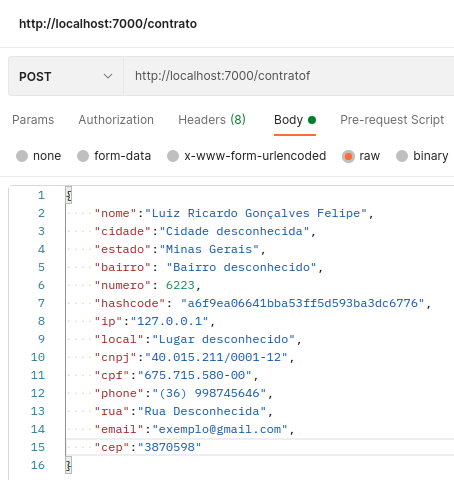 http://localhost:7000/contrato
POST http://localhost:7000/contratof
Params Authorization Headers (8) Body Pre-request Script
none form-data x-www-form-urlencoded raw binary
1 {
2 "nome":"Luiz Ricardo Gonçalves Felipe",
3 "cidade":"Cidade desconhecida",
4 "estado":"Minas Gerais",
5 "bairro": "Bairro desconhecido",
6 "numero": 6223,
7 "hashcode": "a6f9ea06641bba53ff5d593ba3dc6776",
8 "ip":"127.0.0.1",
9 "local":"Lugar desconhecido",
10 "cnpj":"40.015.211/0001-12",
11 "cpf":"675.715.580-00",
12 "phone":"(36) 998745646",
13 "rua":"Rua Desconhecida",
14 "email":"exemplo@gmail.com",
15 "cep":"3870598"
16 }